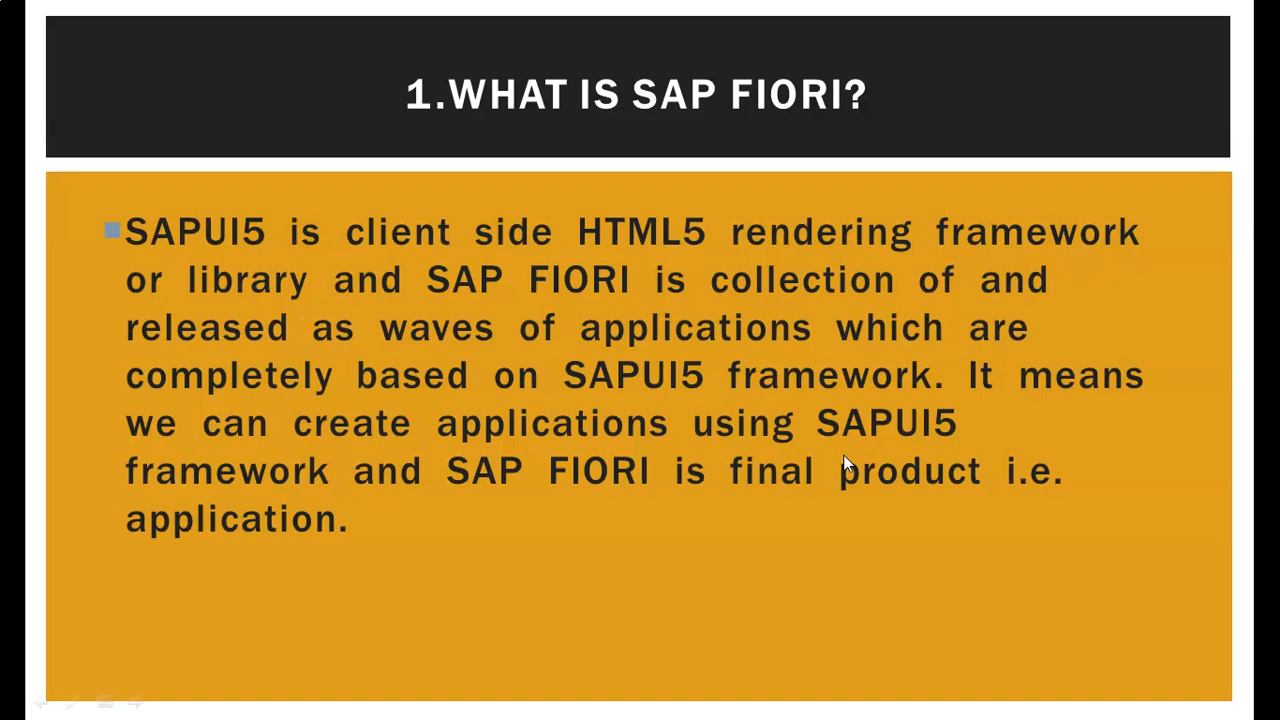 1.WHAT IS SAP FIORI?
SAPUI5 is client side HTML5 rendering framework
or library and SAP FIORI is collection of and
released as waves of applications which are
completely based on SAPUI5 framework. It means
we can create applications using SAPUI5
framework and SAP FIORI is final product i.e.
application.